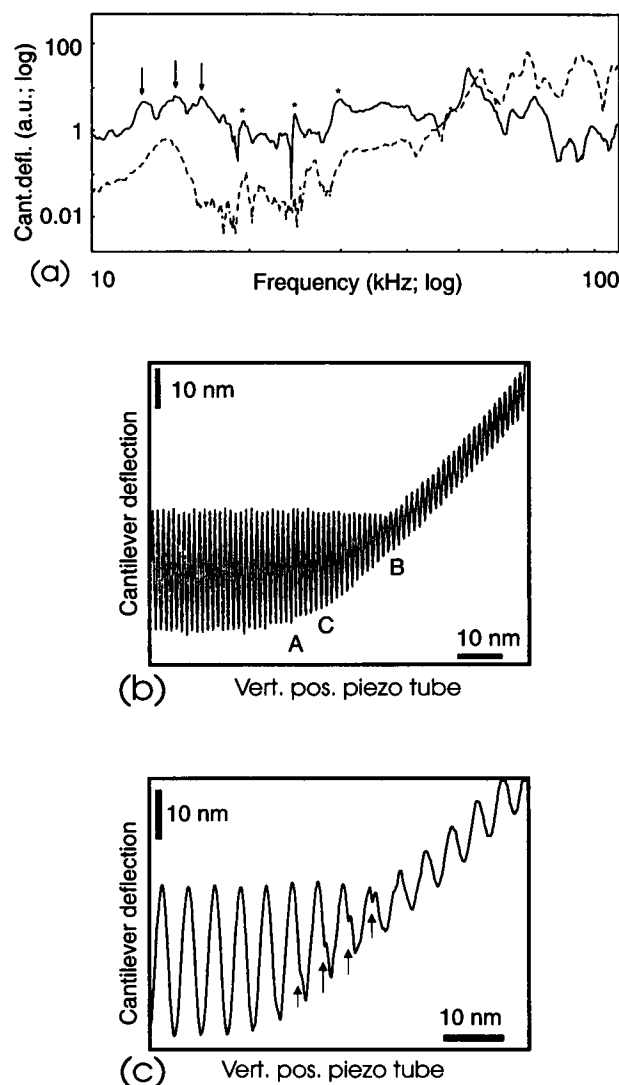 100
1
0.01
Cant.defl. (a.u.; log)
* * *
10
Frequency (kHz; log)
100
(a)
10 nm
Cantilever deflection
A
C
B
10 nm
(b)
Vert. pos. piezo tube
10 nm
Cantilever deflection
10 nm
(c)
Vert. pos. piezo tube